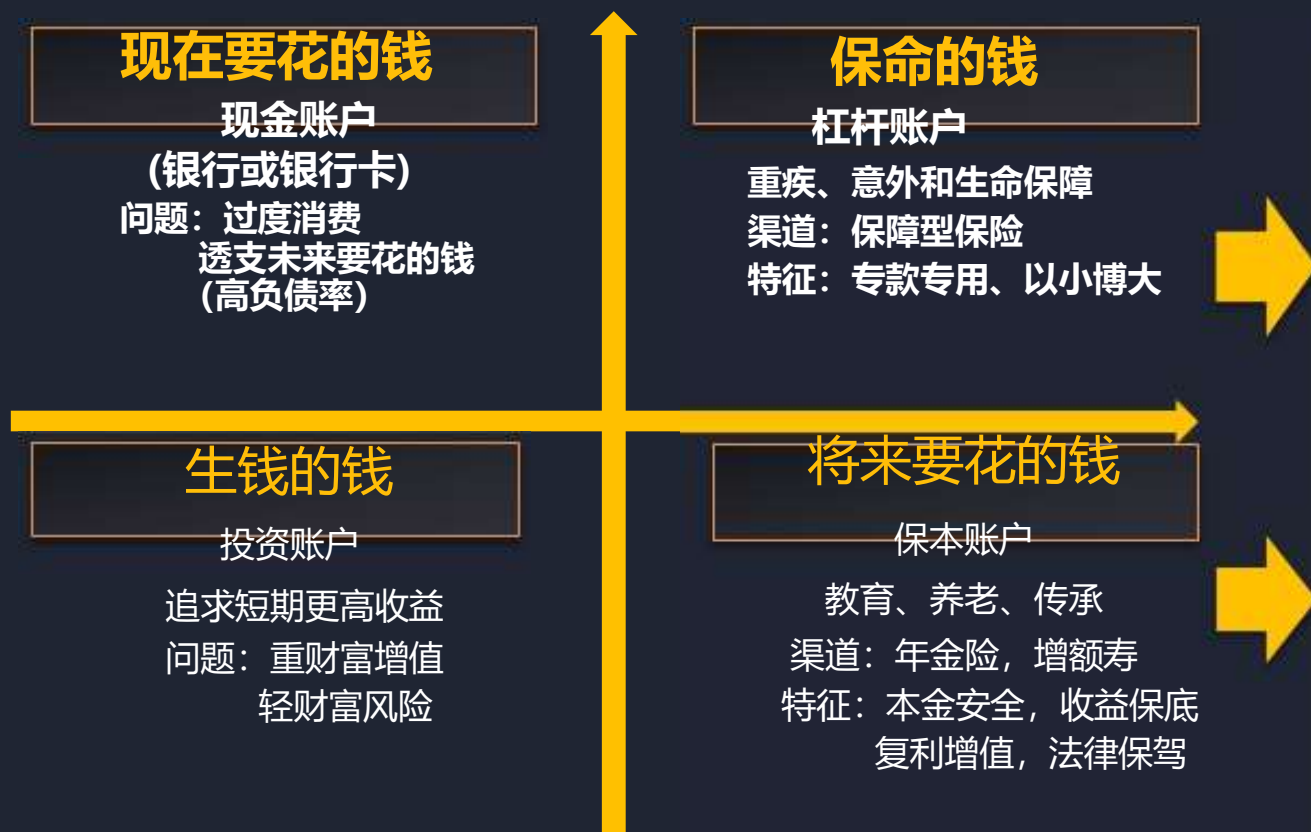 现在要花的钱
现金账户
(银行或银行卡)
问题：过度消费
透支未来要花的钱
(高负债率)
保命的钱
杠杆账户
重疾、意外和生命保障
渠道：保障型保险
特征：专款专用、以小博大
生钱的钱
投资账户
追求短期更高收益
问题：重财富增值
轻财富风险
将来要花的钱
保本账户
教育、养老、传承
渠道：年金险，增额寿
特征：本金安全，收益保底
复利增值，法律保驾